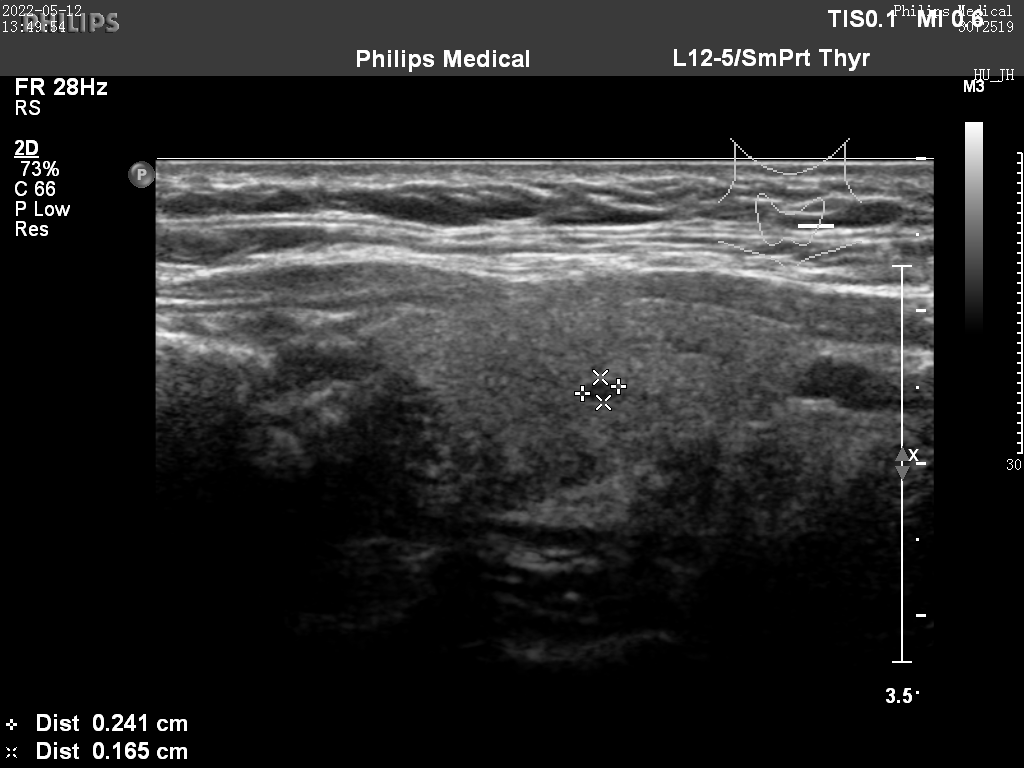 2022-05-12
13:49:54
PHILIPS
TIS0.1 MI 0.6
Philips Medical
3072519
Philips Medical
L12-5/SmPrt Thyr
HU_JH
FR 28Hz
RS
M3
2D
73%
C 66
P Low
Res
P
X
30
3.5
Dist 0.241 cm
Dist 0.165 cm